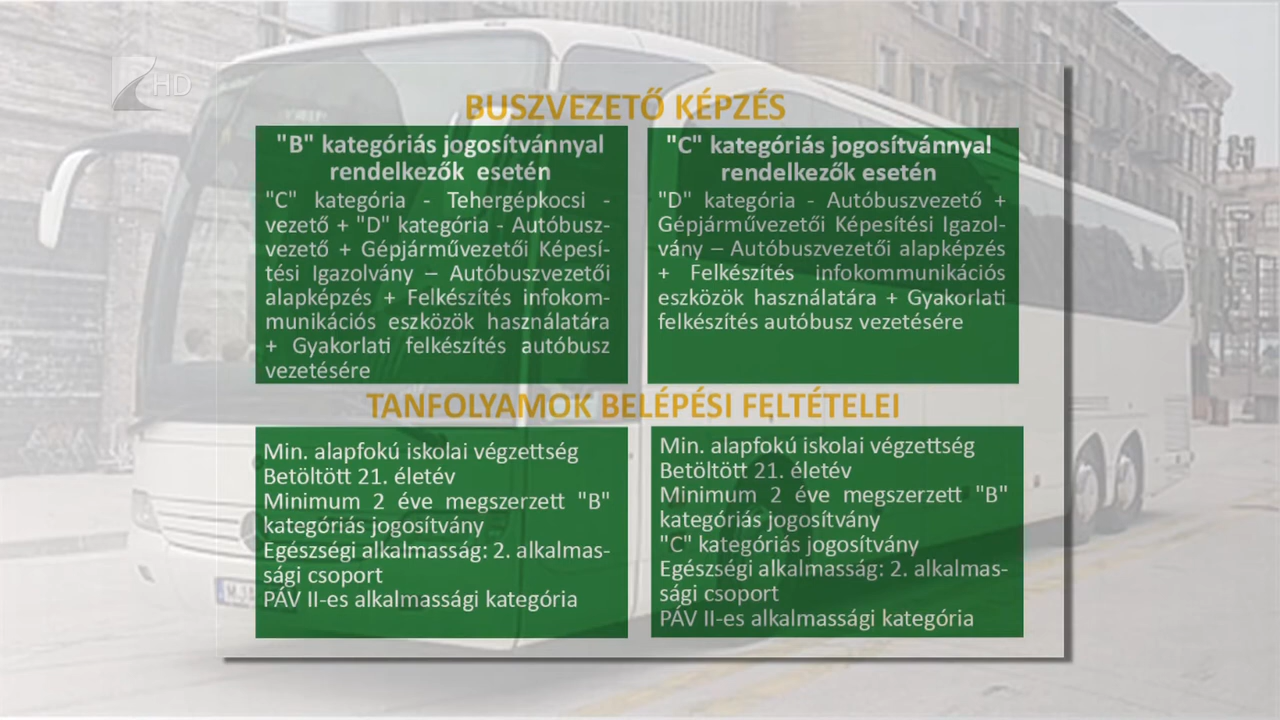 HD
BUSZVEZETŐ KÉPZÉS
"B" kategóriás jogosítvánnyal
rendelkezők esetén
"C" kategória - Tehergépkocsi -
vezető + "D" kategória - Autóbusz-
vezető + Gépjárművezetői Képesí-
tési Igazolvány – Autóbuszvezetői
alapképzés + Felkészítés infokom-
munikációs eszközök használatára
+ Gyakorlati felkészítés autóbusz
vezetésére
"C" kategóriás jogosítvánnyal
rendelkezők esetén
"D" kategória - Autóbuszvezető +
Gépjárművezetői Képesítési Igazol-
vány – Autóbuszvezetői alapképzés
+ Felkészítés infokommunikációs
eszközök használatára + Gyakorlati
felkészítés autóbusz vezetésére
TANFOLYAMOK BELÉPÉSI FELTÉTELEI
Min. alapfokú iskolai végzettség
Betöltött 21. életév
Minimum 2 éve megszerzett "B"
kategóriás jogosítvány
Egészségi alkalmasság: 2. alkalmas-
sági csoport
PÁV II-es alkalmassági kategória
Min. alapfokú iskolai végzettség
Betöltött 21. életév
Minimum 2 éve megszerzett "B"
kategóriás jogosítvány
"C" kategóriás jogosítvány
Egészségi alkalmasság: 2. alkalmas-
sági csoport
PÁV II-es alkalmassági kategória